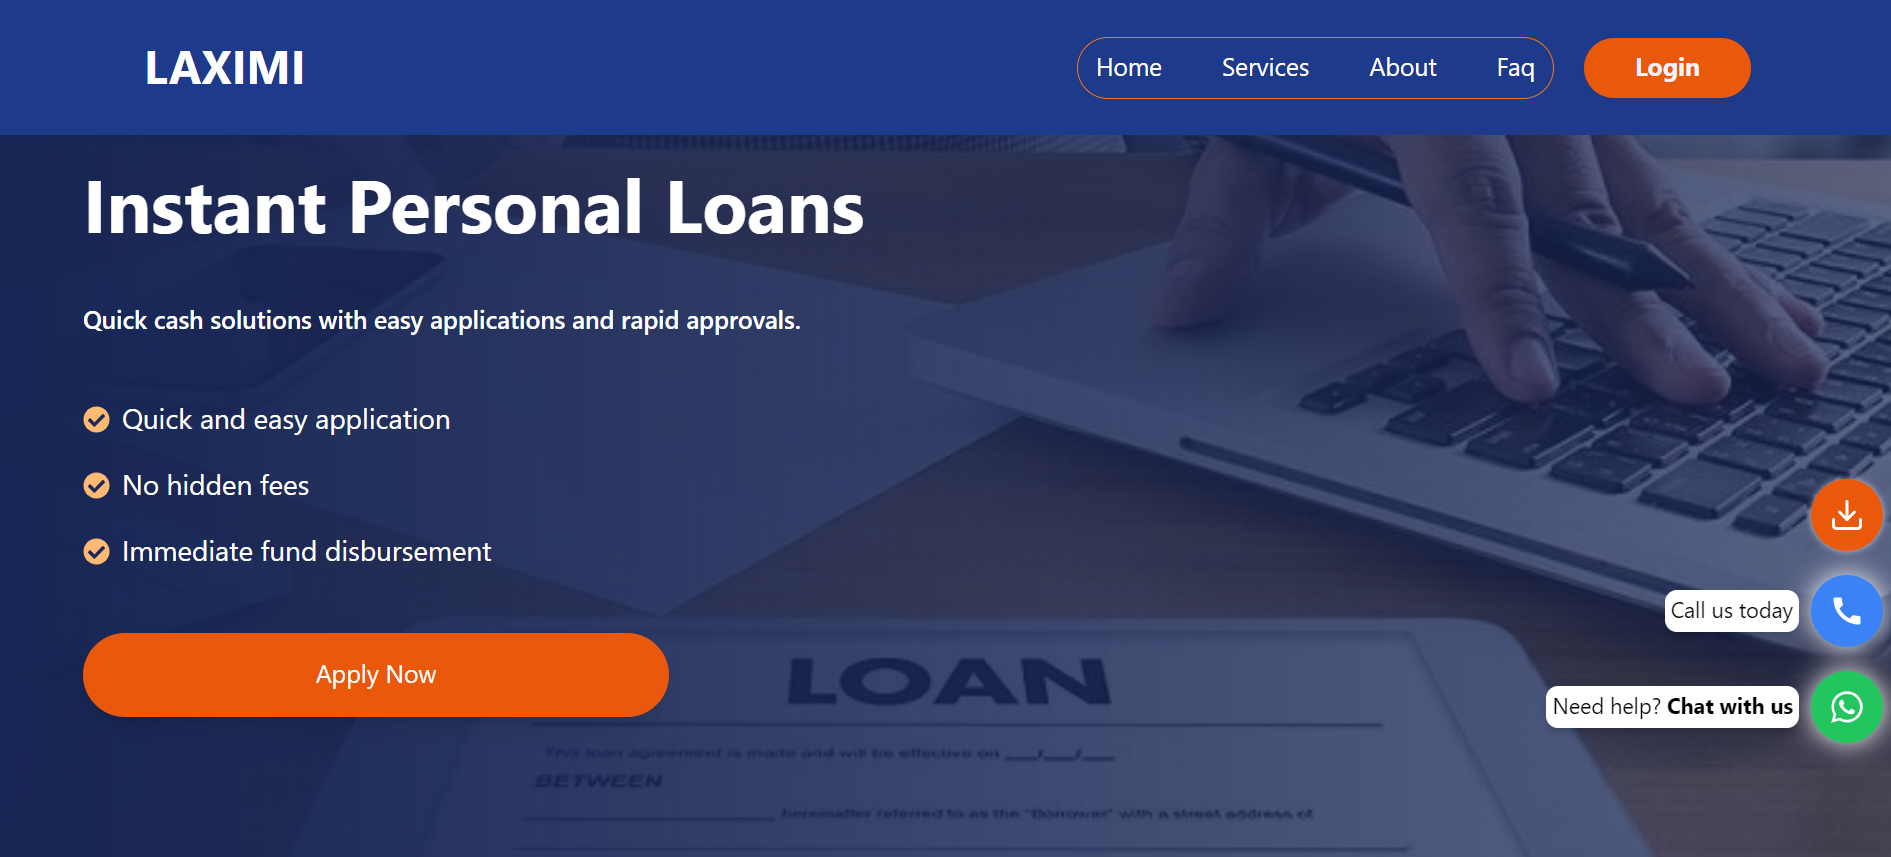 LAXIMI
Home Services About Faq Login
Instant Personal Loans
Quick cash solutions with easy applications and rapid approvals.
Quick and easy application
No hidden fees
Immediate fund disbursement
Call us today
Apply Now
Need help? Chat with us
LOAN
This loan agreement is made and will be effective on ___/___/___
BETWEEN
hereinafter referred to as the "Borrower" with a street address of